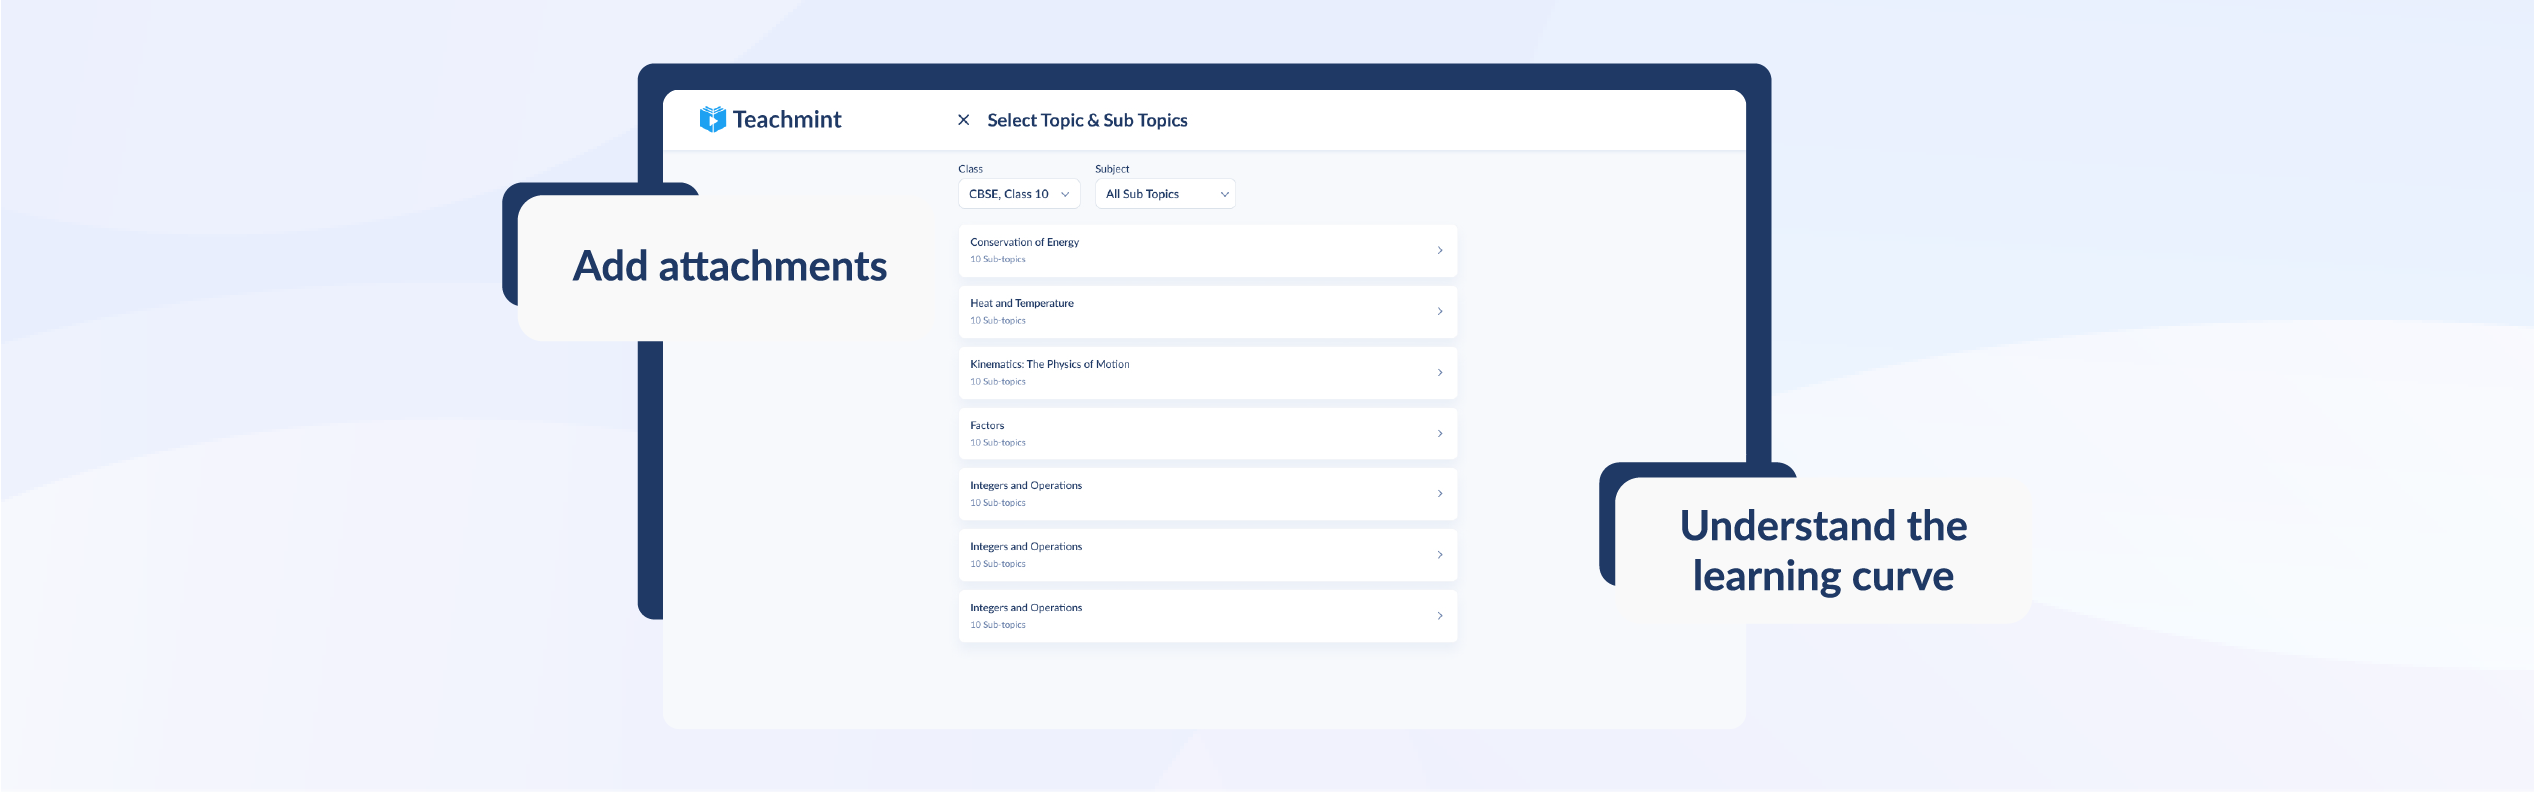 Teachmint
Select Topic & Sub Topics
Class
Subject
CBSE, Class 10
All Sub Topics
Add attachments
Conservation of Energy
10 Sub-topics
Heat and Temperature
10 Sub-topics
Kinematics: The Physics of Motion
10 Sub-topics
Factors
10 Sub-topics
Integers and Operations
10 Sub-topics
Integers and Operations
10 Sub-topics
Integers and Operations
10 Sub-topics
Understand the
learning curve